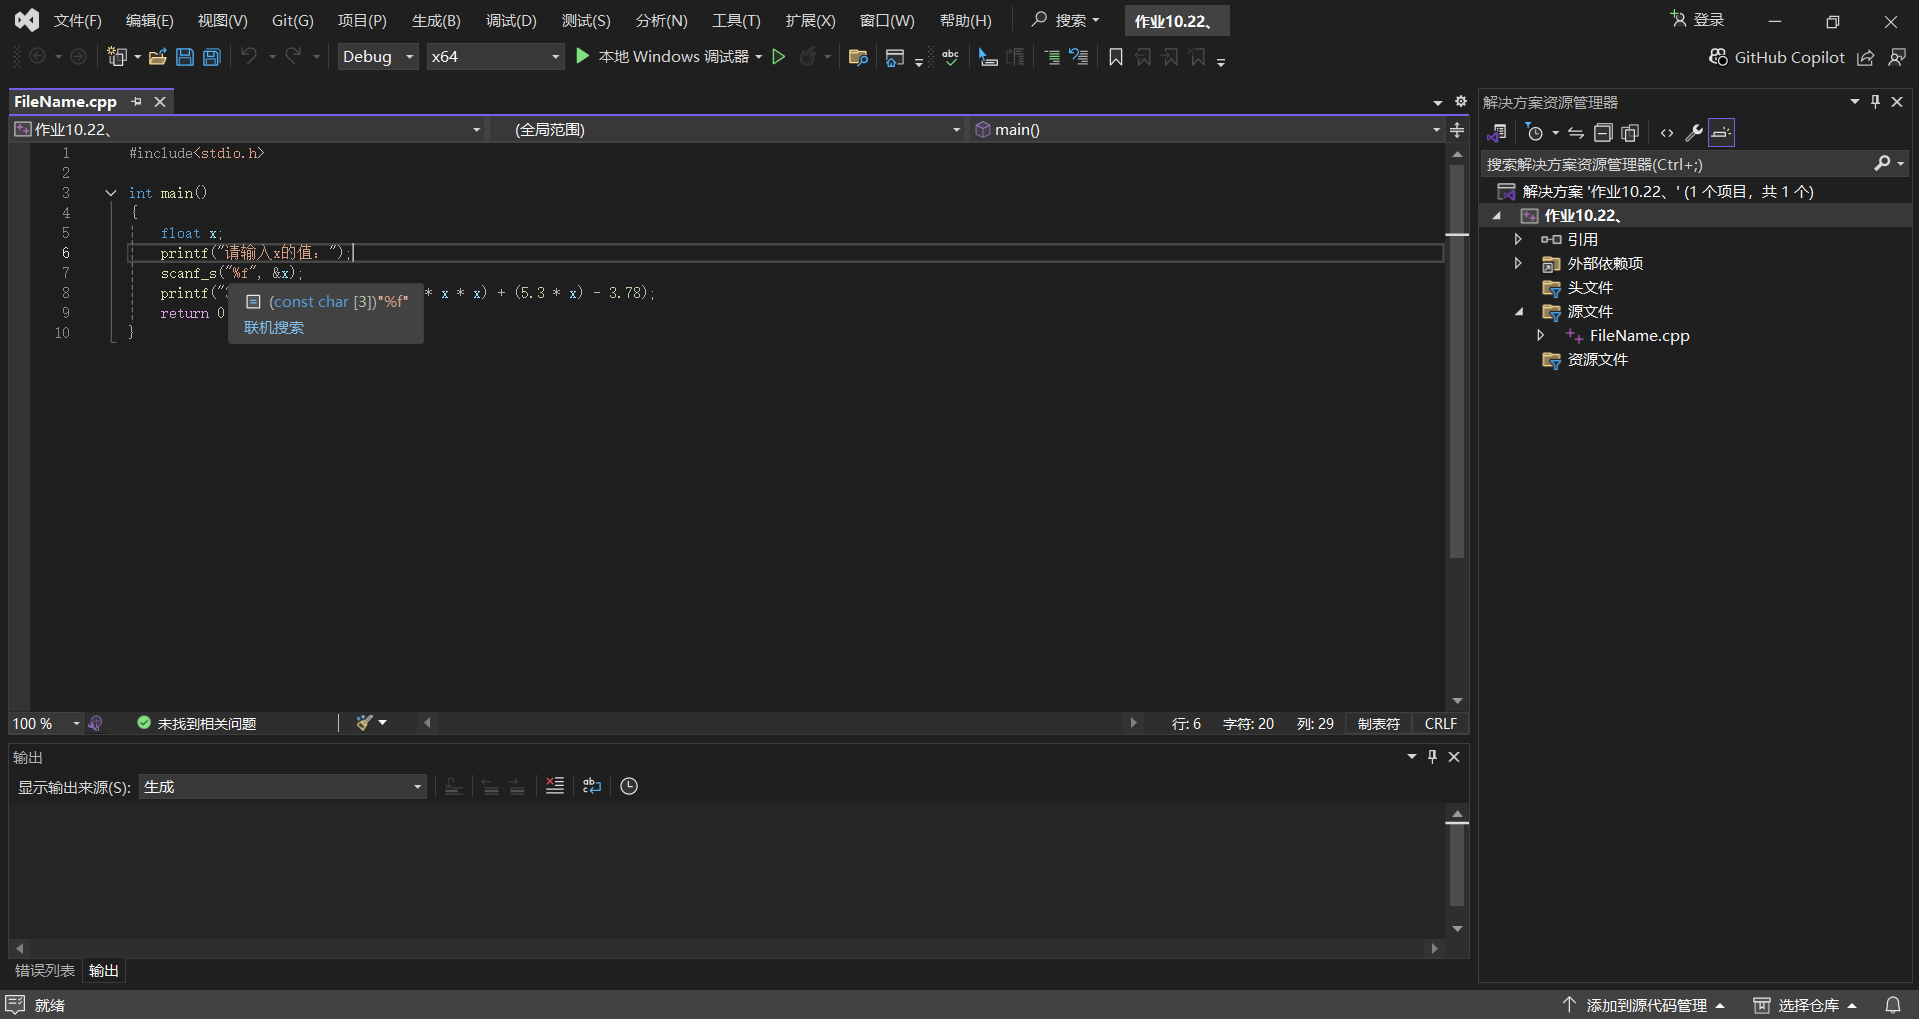 文件(F) 编辑(E) 视图(V) Git(G) 项目(P) 生成(B) 调试(D) 测试(S) 分析(N) 工具(T) 扩展(X) 窗口(W) 帮助(H) 搜索 作业10.22、 登录
Debug x64 本地 Windows 调试器 abc GitHub Copilot
FileName.cpp
作业10.22、 (全局范围) main()
1 #include<stdio.h>
2
3 int main()
4 {
5 float x;
6 printf("请输入x的值：");
7 scanf_s("%f", &x);
8 printf(" * x * x) + (5.3 * x) - 3.78);
9 return 0
10 }
(const char [3])"%f"
联机搜索
100 % 未找到相关问题 行: 6 字符: 20 列: 29 制表符 CRLF
输出
显示输出来源(S): 生成
错误列表 输出
解决方案资源管理器
搜索解决方案资源管理器(Ctrl+;)
解决方案 '作业10.22、' (1 个项目，共 1 个)
作业10.22、
引用
外部依赖项
头文件
源文件
FileName.cpp
资源文件
就绪 添加到源代码管理 选择仓库